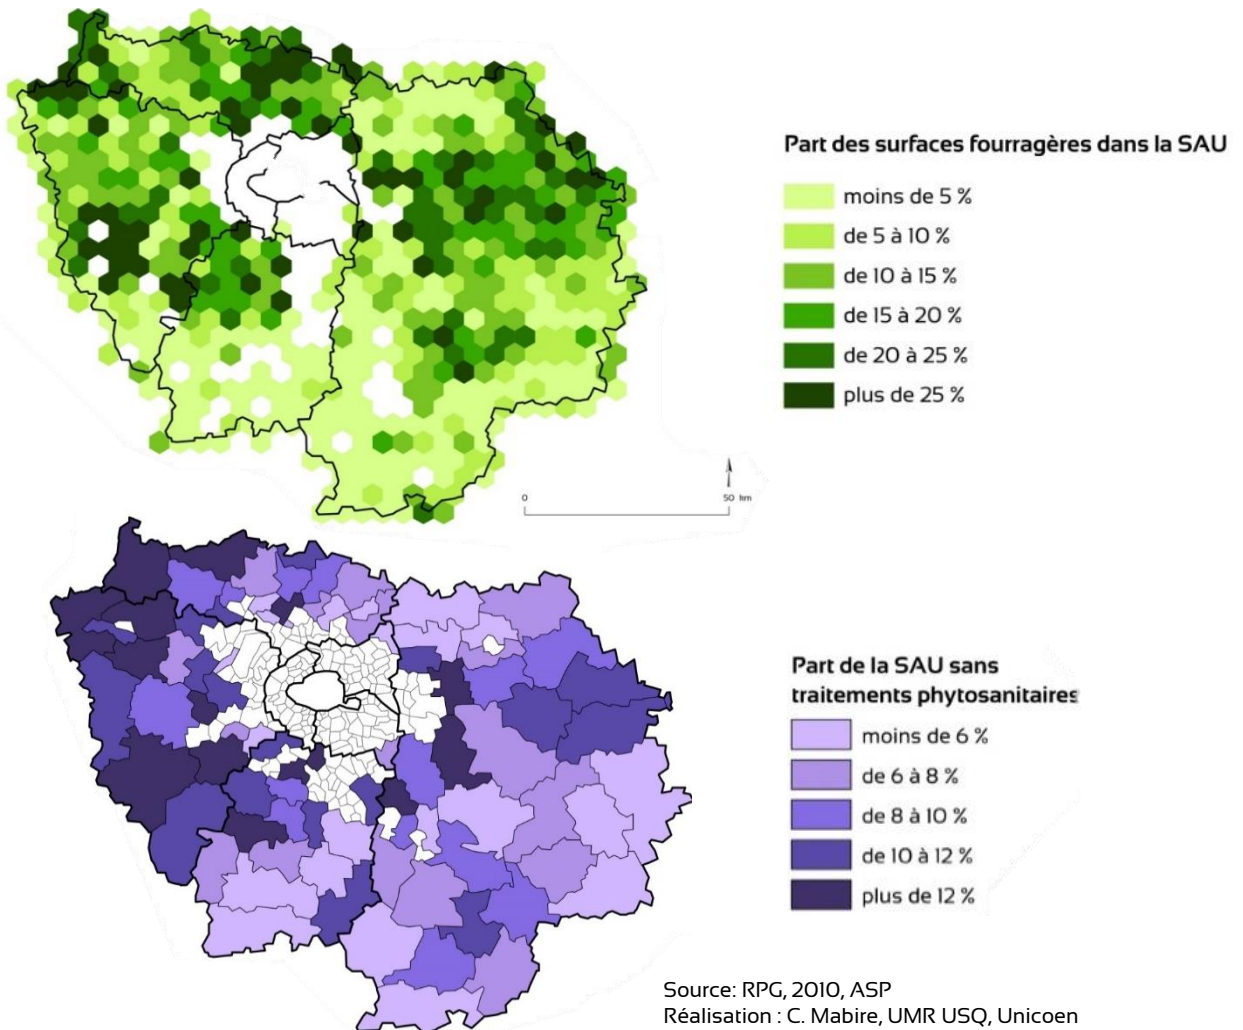 Part des surfaces fourragères dans la SAU
moins de 5 %
de 5 à 10 %
de 10 à 15 %
de 15 à 20 %
de 20 à 25 %
plus de 25 %
0 50 km
Part de la SAU sans
traitements phytosanitaires
moins de 6 %
de 6 à 8 %
de 8 à 10 %
de 10 à 12 %
plus de 12 %
Source: RPG, 2010, ASP
Réalisation : C. Mabire, UMR USQ, Unicoen